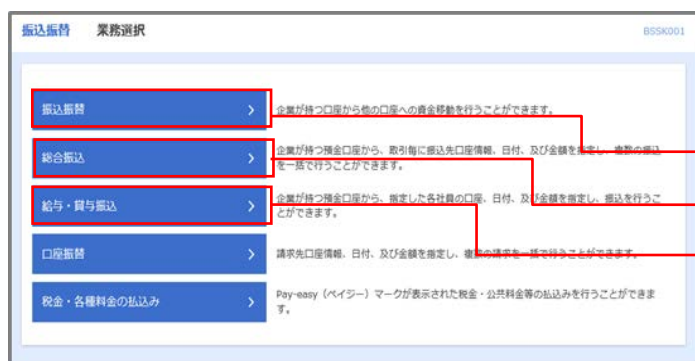 振込振替 業務選択
BSSK001
振込振替
企業が持つ口座から他の口座への資金移動を行うことができます。
総合振込
企業が持つ預金口座から、取引毎に振込先口座情報、日付、及び金額を指定し、複数の振込
を一括で行うことができます。
給与・賞与振込
企業が持つ預金口座から、指定した各社員の口座、日付、及び金額を指定し、振込を行うこ
とができます。
口座振替
請求先口座情報、日付、及び金額を指定し、複数の請求を一括で行うことができます。
税金・各種料金の払込み
Pay-easy（ペイジー）マークが表示された税金・公共料金等の払込みを行うことができま
す。